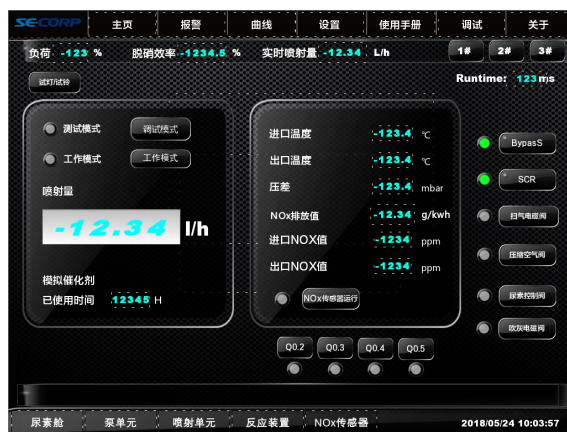 SE-CORP 主页 报警 曲线 设置 使用手册 调试 关于
负荷 -123 % 脱硝效率 -1234.5 % 实时喷射量 -12.34 L/h 1# 2# 3#
试灯/试铃 Runtime: 123 ms
测试模式 调试模式
工作模式 工作模式
喷射量
-12.34 l/h
模拟催化剂
已使用时间 12345 H
进口温度 -123.4 ℃
出口温度 -123.4 ℃
压差 -123.4 mbar
NOx排放值 -12.34 g/kwh
进口NOX值 -1234 ppm
出口NOX值 -1234 ppm
NOx传感器运行
BypasS
SCR
扫气电磁阀
压缩空气阀
尿素控制阀
吹灰电磁阀
Q0.2 Q0.3 Q0.4 Q0.5
尿素舱 泵单元 喷射单元 反应装置 NOx传感器 2018/05/24 10:03:57